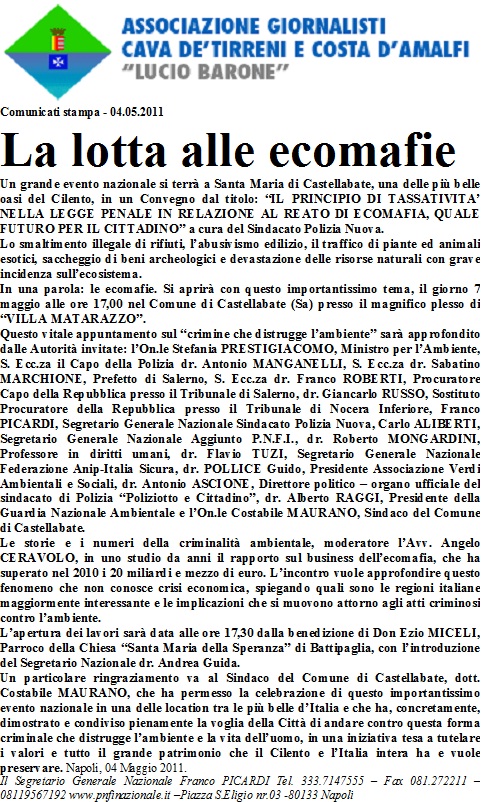 ASSOCIAZIONE GIORNALISTI
CAVA DE'TIRRENI E COSTA D'AMALFI
"LUCIO BARONE"
Comunicati stampa - 04.05.2011
La lotta alle ecomafie
Un grande evento nazionale si terrà a Santa Maria di Castellabate, una delle più belle
oasi del Cilento, in un Convegno dal titolo: “IL PRINCIPIO DI TASSATIVITA’
NELLA LEGGE PENALE IN RELAZIONE AL REATO DI ECOMAFIA, QUALE
FUTURO PER IL CITTADINO” a cura del Sindacato Polizia Nuova.
Lo smaltimento illegale di rifiuti, l’abusivismo edilizio, il traffico di piante ed animali
esotici, saccheggio di beni archeologici e devastazione delle risorse naturali con grave
incidenza sull’ecosistema.
In una parola: le ecomafie. Si aprirà con questo importantissimo tema, il giorno 7
maggio alle ore 17,00 nel Comune di Castellabate (Sa) presso il magnifico plesso di
“VILLA MATARAZZO”.
Questo vitale appuntamento sul “crimine che distrugge l’ambiente” sarà approfondito
dalle Autorità invitate: l’On.le Stefania PRESTIGIACOMO, Ministro per l’Ambiente,
S. Ecc.za il Capo della Polizia dr. Antonio MANGANELLI, S. Ecc.za dr. Sabatino
MARCHIONE, Prefetto di Salerno, S. Ecc.za dr. Franco ROBERTI, Procuratore
Capo della Repubblica presso il Tribunale di Salerno, dr. Giancarlo RUSSO, Sostituto
Procuratore della Repubblica presso il Tribunale di Nocera Inferiore, Franco
PICARDI, Segretario Generale Nazionale Sindacato Polizia Nuova, Carlo ALIBERTI,
Segretario Generale Nazionale Aggiunto P.N.F.I., dr. Roberto MONGARDINI,
Professore in diritti umani, dr. Flavio TUZI, Segretario Generale Nazionale
Federazione Anip-Italia Sicura, dr. POLLICE Guido, Presidente Associazione Verdi
Ambientali e Sociali, dr. Antonio ASCIONE, Direttore politico – organo ufficiale del
sindacato di Polizia “Poliziotto e Cittadino”, dr. Alberto RAGGI, Presidente della
Guardia Nazionale Ambientale e l’On.le Costabile MAURANO, Sindaco del Comune
di Castellabate.
Le storie e i numeri della criminalità ambientale, moderatore l’Avv. Angelo
CERAVOLO, in uno studio da anni il rapporto sul business dell’ecomafia, che ha
superato nel 2010 i 20 miliardi e mezzo di euro. L’incontro vuole approfondire questo
fenomeno che non conosce crisi economica, spiegando quali sono le regioni italiane
maggiormente interessante e le implicazioni che si muovono attorno agli atti criminosi
contro l’ambiente.
L’apertura dei lavori sarà data alle ore 17,30 dalla benedizione di Don Ezio MICELI,
Parroco della Chiesa “Santa Maria della Speranza” di Battipaglia, con l’introduzione
del Segretario Nazionale dr. Andrea Guida.
Un particolare ringraziamento va al Sindaco del Comune di Castellabate, dott.
Costabile MAURANO, che ha permesso la celebrazione di questo importantissimo
evento nazionale in una delle location tra le più belle d’Italia e che ha, concretamente,
dimostrato e condiviso pienamente la voglia della Città di andare contro questa forma
criminale che distrugge l’ambiente e la vita dell’uomo, in una iniziativa tesa a tutelare
i valori e tutto il grande patrimonio che il Cilento e l’Italia intera ha e vuole
preservare. Napoli, 04 Maggio 2011.
Il Segretario Generale Nazionale Franco PICARDI Tel. 333.7147555 – Fax 081.272211 –
08119567192 www.pnfinazionale.it –Piazza S.Eligio nr.03 -80133 Napoli